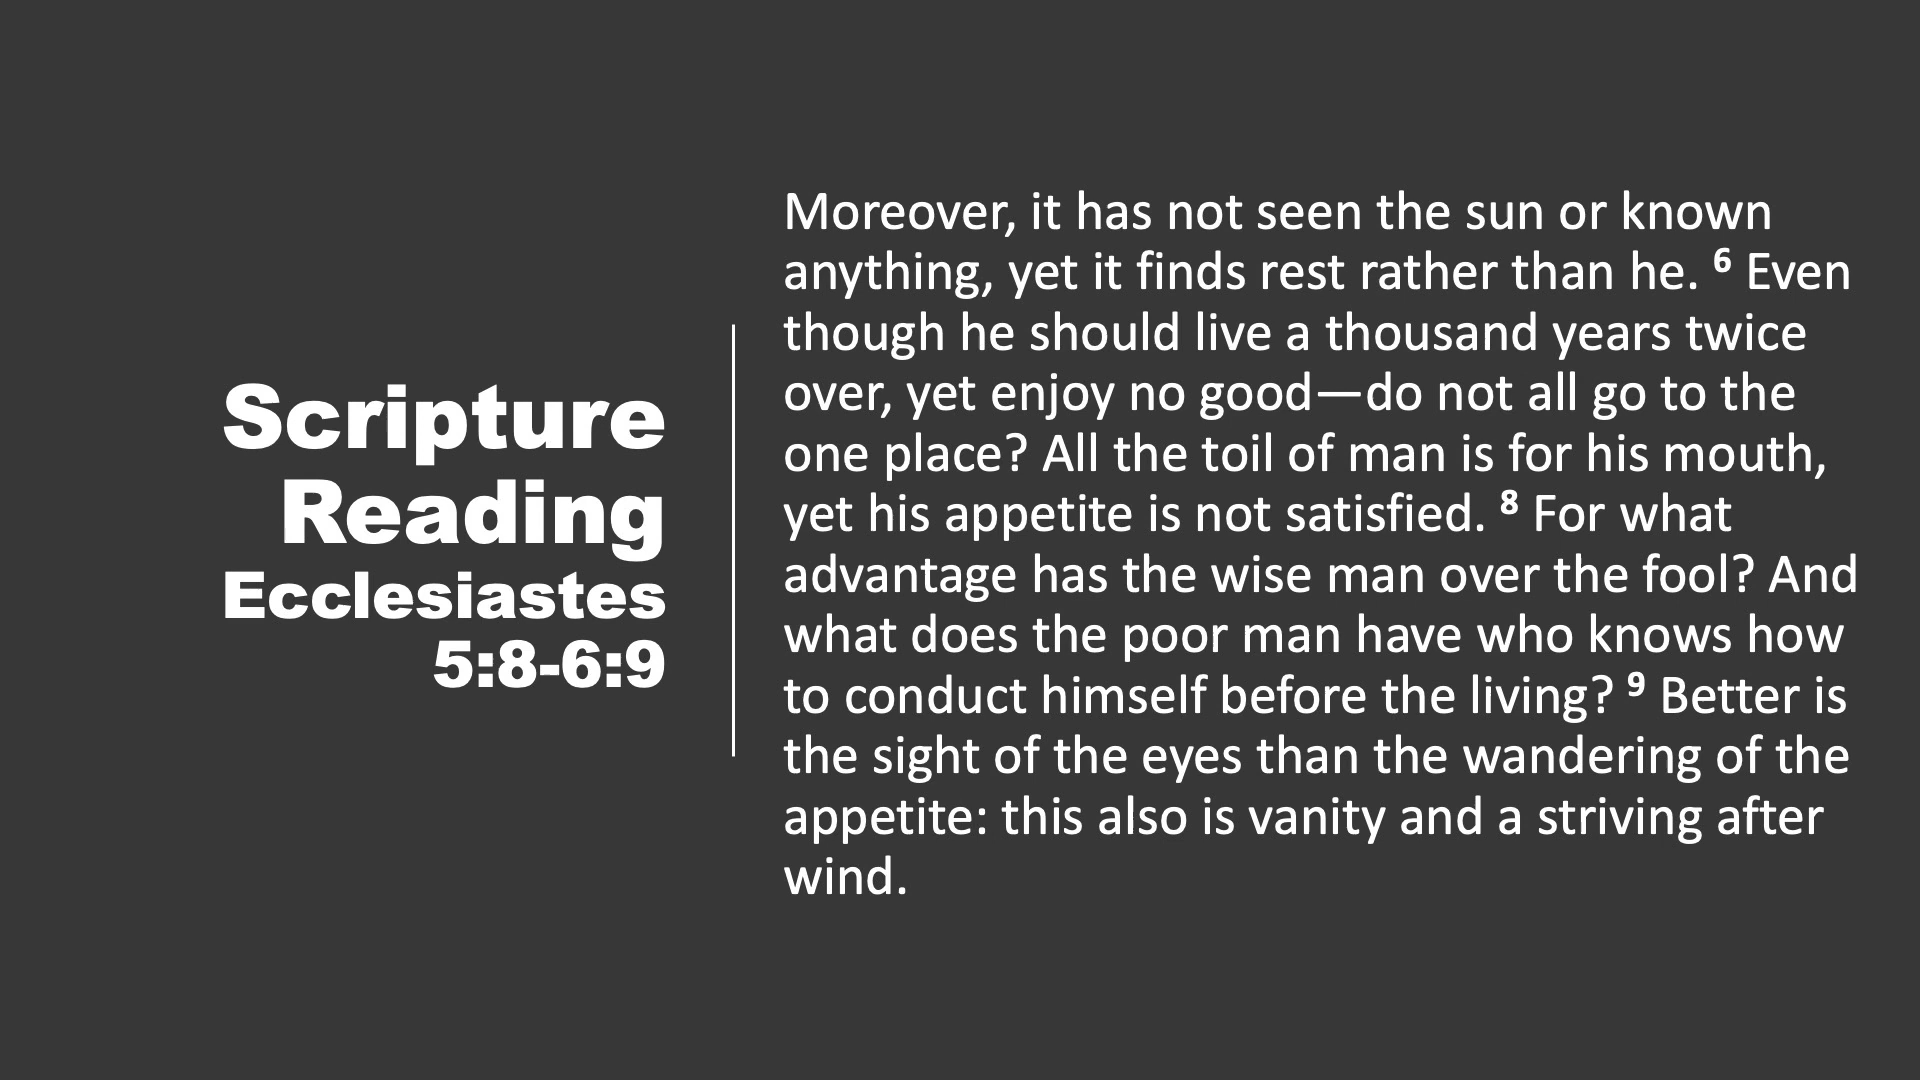 Scripture
Reading
Ecclesiastes
5:8-6:9
Moreover, it has not seen the sun or known
anything, yet it finds rest rather than he. ⁶ Even
though he should live a thousand years twice
over, yet enjoy no good—do not all go to the
one place? All the toil of man is for his mouth,
yet his appetite is not satisfied. ⁸ For what
advantage has the wise man over the fool? And
what does the poor man have who knows how
to conduct himself before the living? ⁹ Better is
the sight of the eyes than the wandering of the
appetite: this also is vanity and a striving after
wind.